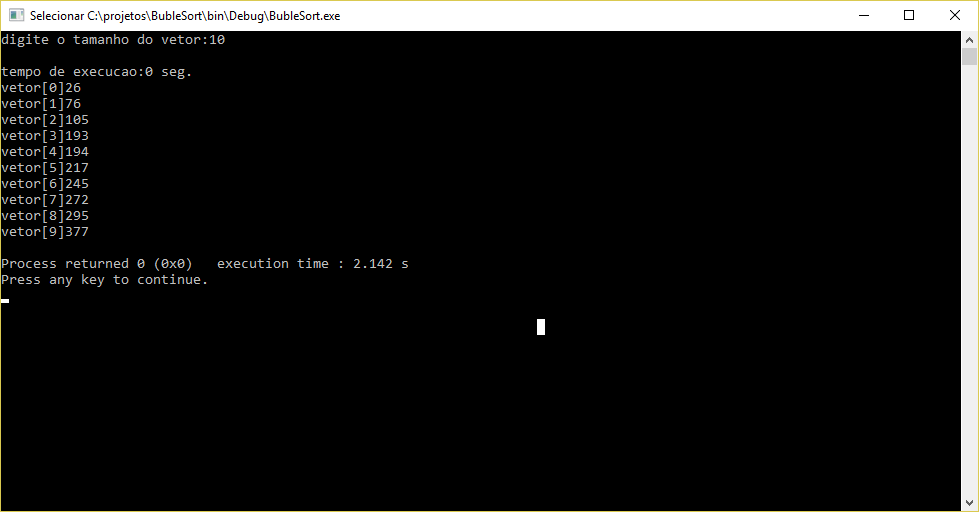 Selecionar C:\projetos\BubleSort\bin\Debug\BubleSort.exe
digite o tamanho do vetor:10
tempo de execucao:0 seg.
vetor[0]26
vetor[1]76
vetor[2]105
vetor[3]193
vetor[4]194
vetor[5]217
vetor[6]245
vetor[7]272
vetor[8]295
vetor[9]377
Process returned 0 (0x0)   execution time : 2.142 s
Press any key to continue.